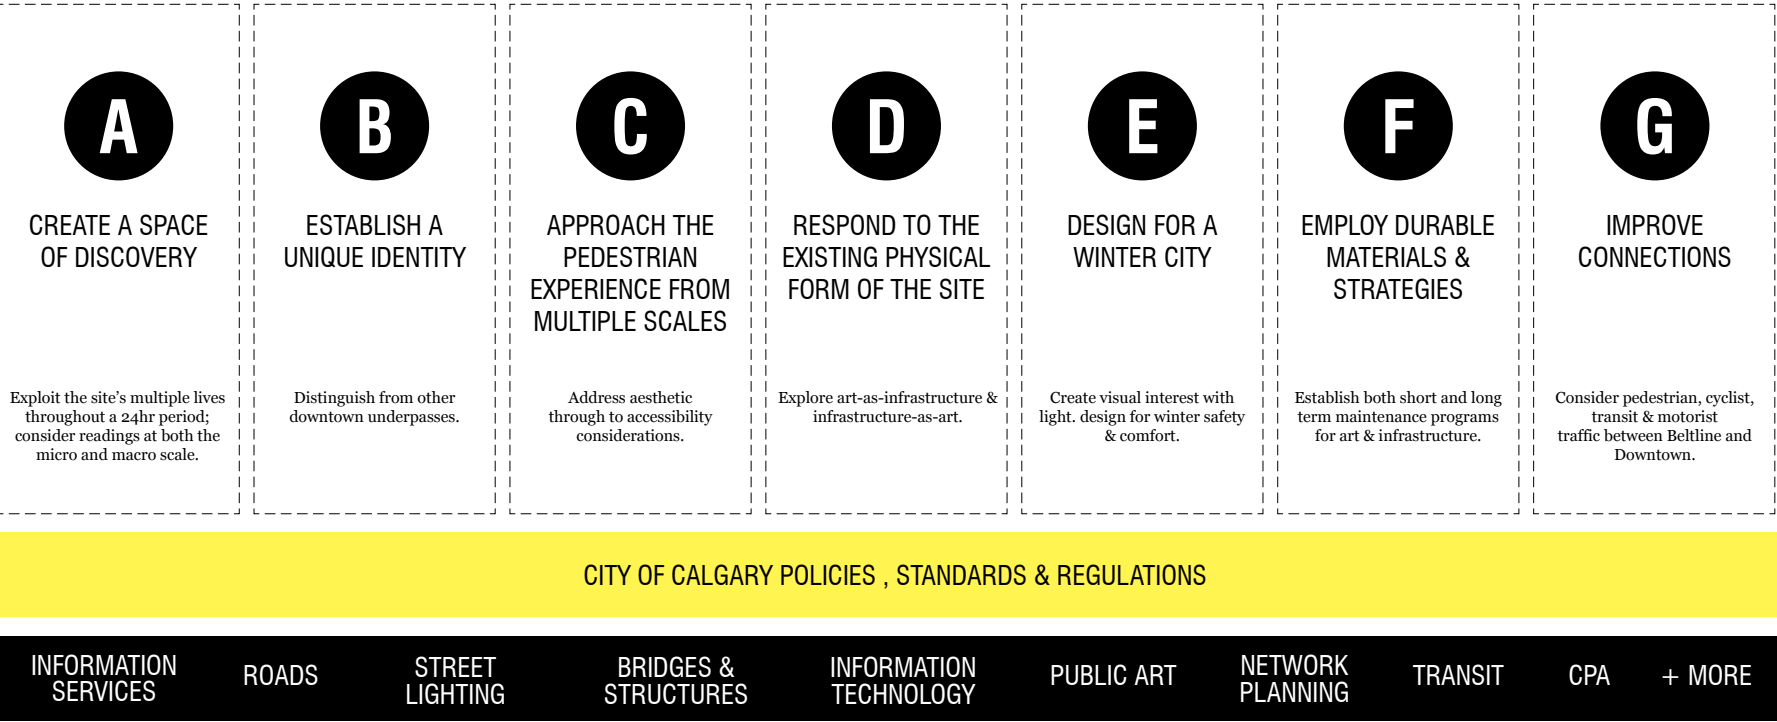 A
CREATE A SPACE
OF DISCOVERY
Exploit the site's multiple lives
throughout a 24hr period;
consider readings at both the
micro and macro scale.
B
ESTABLISH A
UNIQUE IDENTITY
Distinguish from other
downtown underpasses.
C
APPROACH THE
PEDESTRIAN
EXPERIENCE FROM
MULTIPLE SCALES
Address aesthetic
through to accessibility
considerations.
D
RESPOND TO THE
EXISTING PHYSICAL
FORM OF THE SITE
Explore art-as-infrastructure &
infrastructure-as-art.
E
DESIGN FOR A
WINTER CITY
Create visual interest with
light. design for winter safety
& comfort.
F
EMPLOY DURABLE
MATERIALS &
STRATEGIES
Establish both short and long
term maintenance programs
for art & infrastructure.
G
IMPROVE
CONNECTIONS
Consider pedestrian, cyclist,
transit & motorist
traffic between Beltline and
Downtown.
CITY OF CALGARY POLICIES , STANDARDS & REGULATIONS
INFORMATION
SERVICES
ROADS
STREET
LIGHTING
BRIDGES &
STRUCTURES
INFORMATION
TECHNOLOGY
PUBLIC ART
NETWORK
PLANNING
TRANSIT
CPA
+ MORE